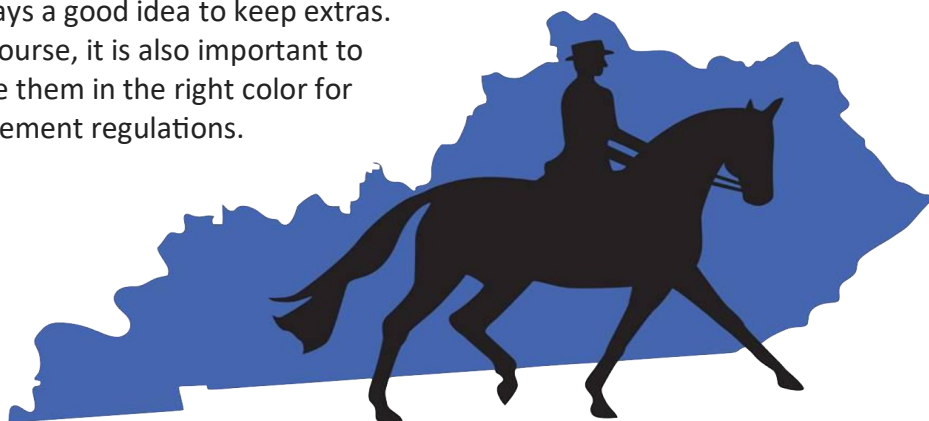 ays a good idea to keep extras.
ourse, it is also important to
e them in the right color for
ement regulations.